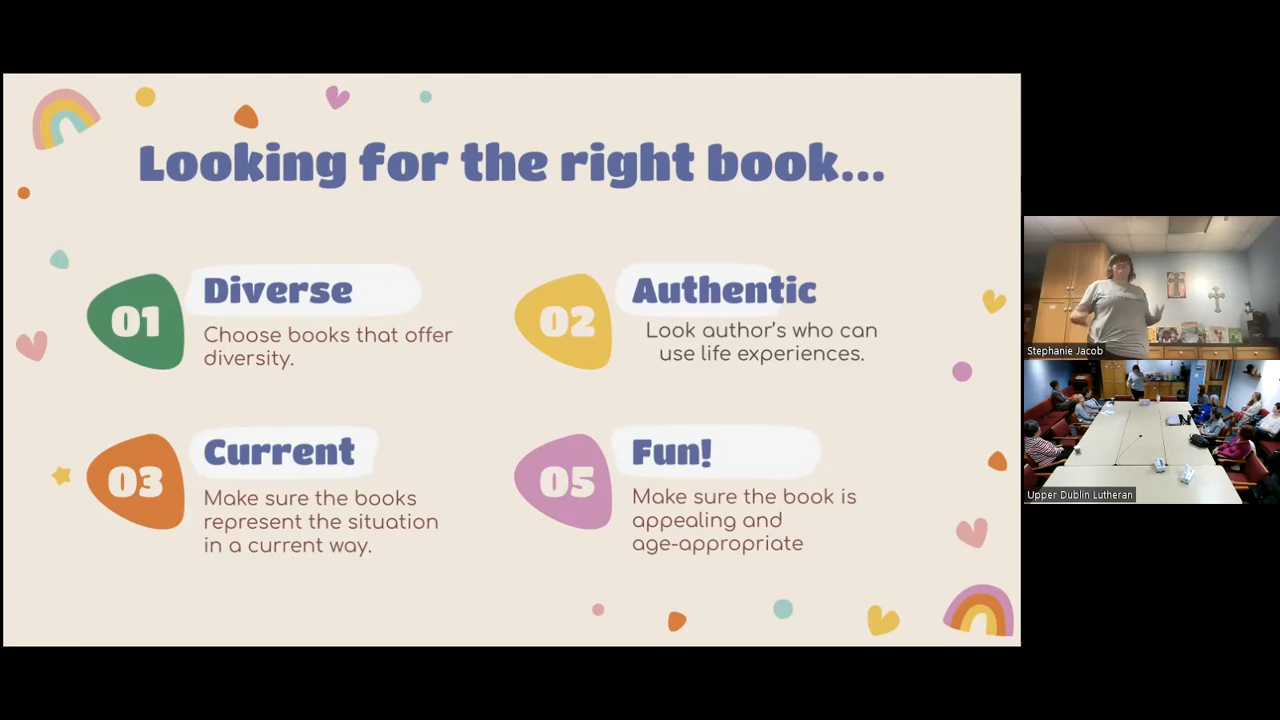 Looking for the right book...
01
Diverse
Choose books that offer
diversity.
02
Authentic
Look author's who can
use life experiences.
03
Current
Make sure the books
represent the situation
in a current way.
05
Fun!
Make sure the book is
appealing and
age-appropriate
Stephanie Jacob
Upper Dublin Lutheran